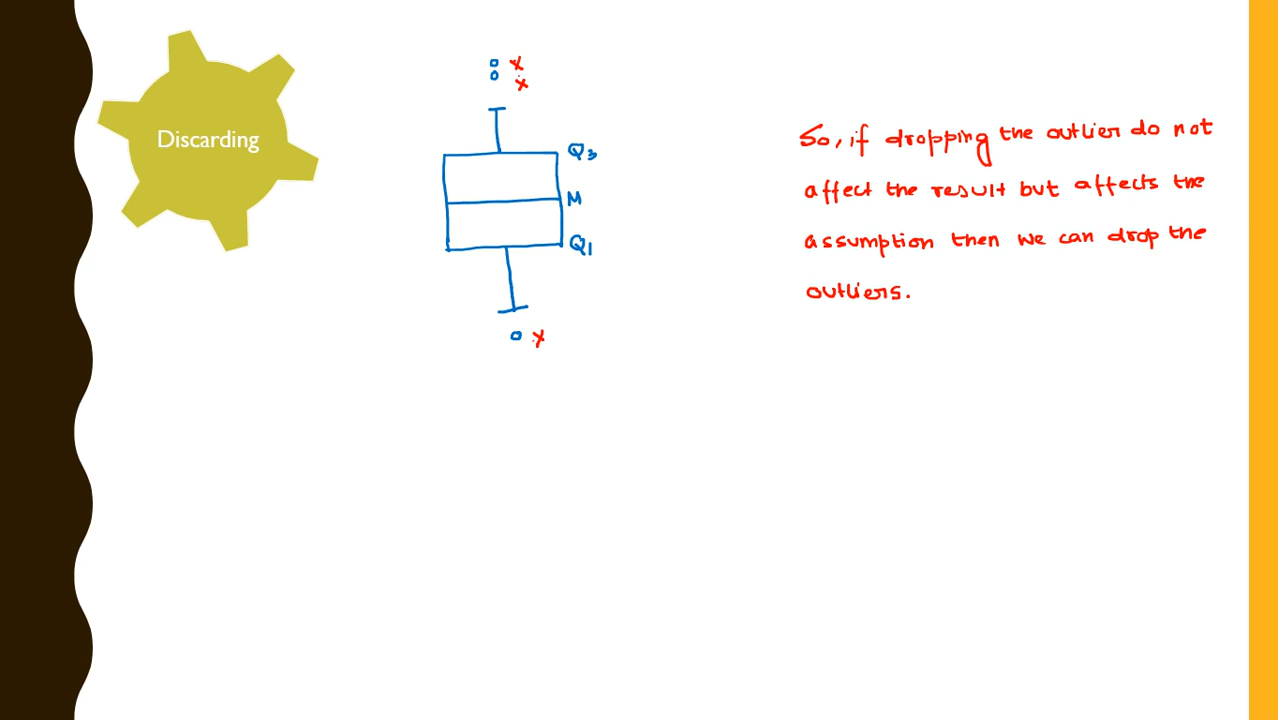 Discarding
x
x
Q3
M
Q1
x
So, if dropping the outlier do not
affect the result but affects the
assumption then we can drop the
outliers.